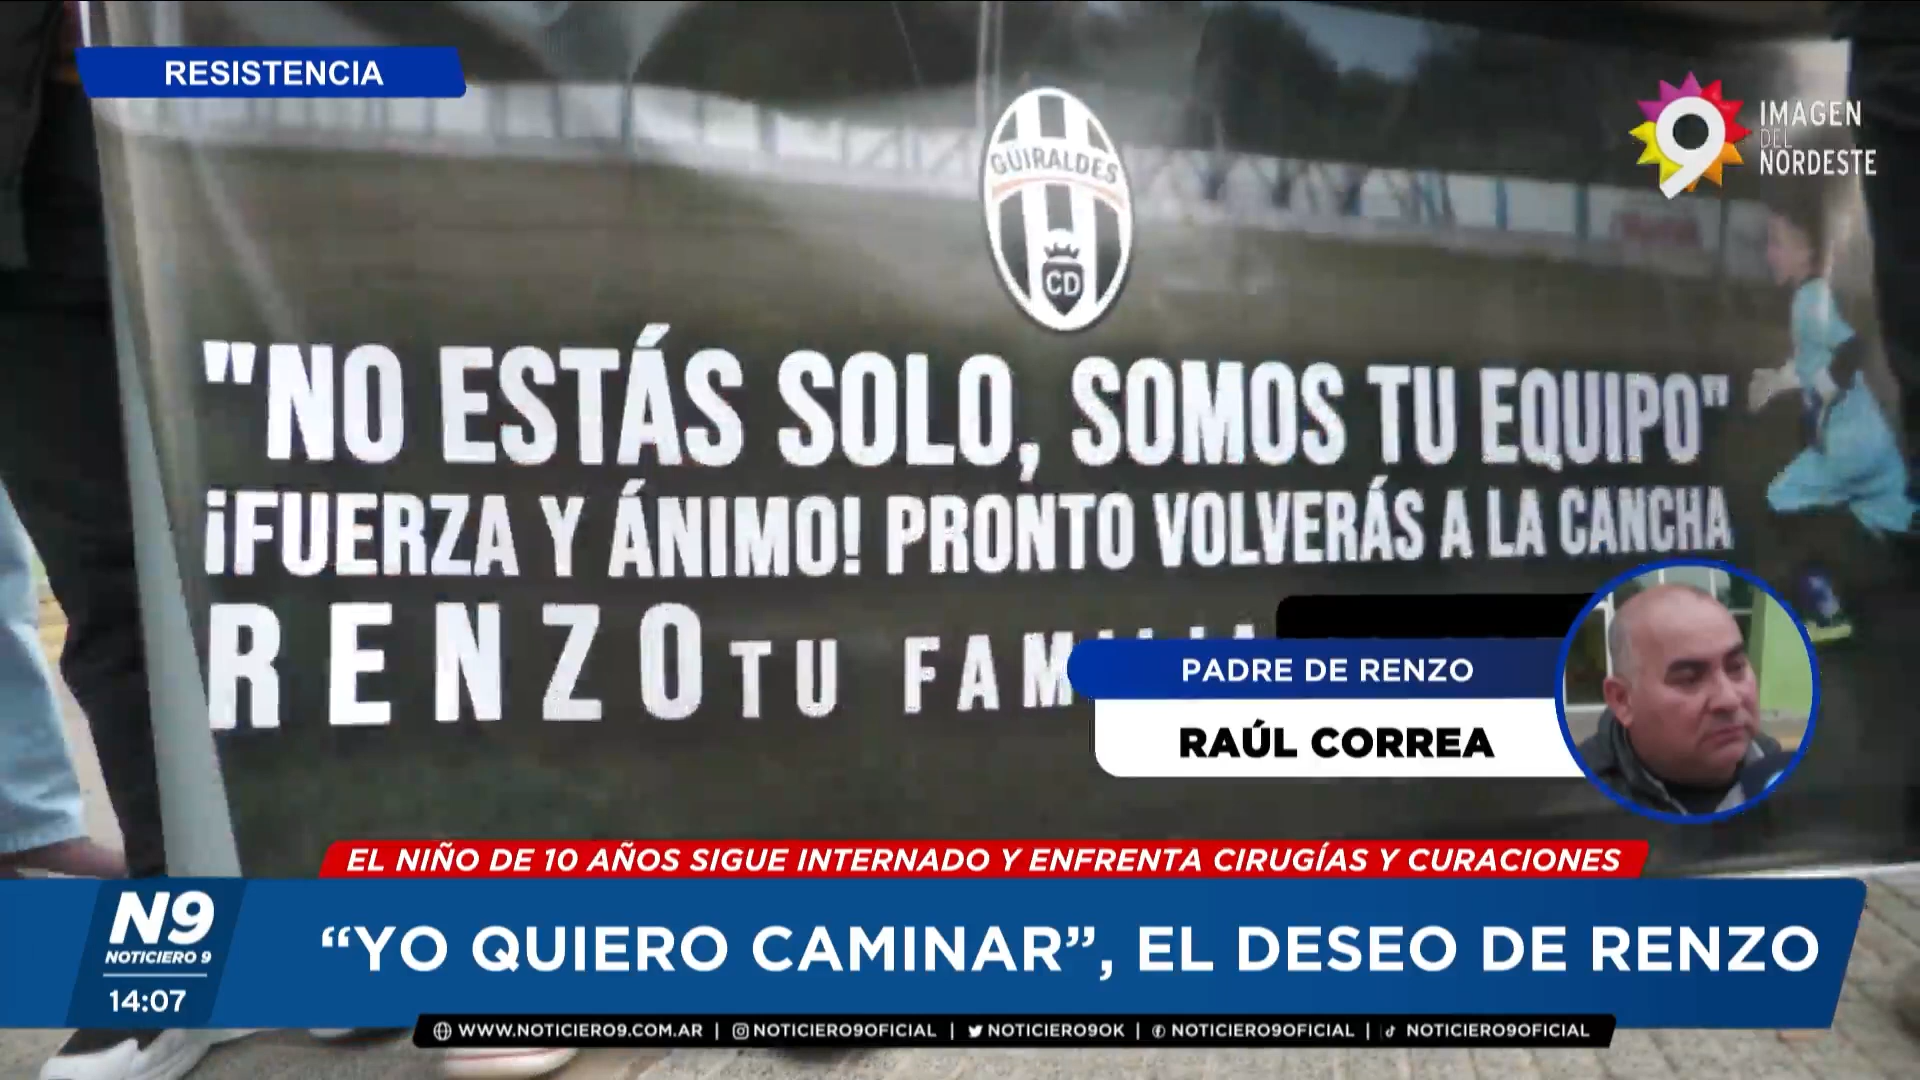 RESISTENCIA
9 IMAGEN
DEL
NORDESTE
GUIRALDES
CD
"NO ESTÁS SOLO, SOMOS TU EQUIPO"
¡FUERZA Y ÁNIMO! PRONTO VOLVERÁS A LA CANCHA
RENZO TU FAMILIA
PADRE DE RENZO
RAÚL CORREA
EL NIÑO DE 10 AÑOS SIGUE INTERNADO Y ENFRENTA CIRUGÍAS Y CURACIONES
N9
NOTICIERO 9
14:07
“YO QUIERO CAMINAR”, EL DESEO DE RENZO
WWW.NOTICIERO9.COM.AR | NOTICIERO9OFICIAL | NOTICIERO9OK | NOTICIERO9OFICIAL | NOTICIERO9OFICIAL